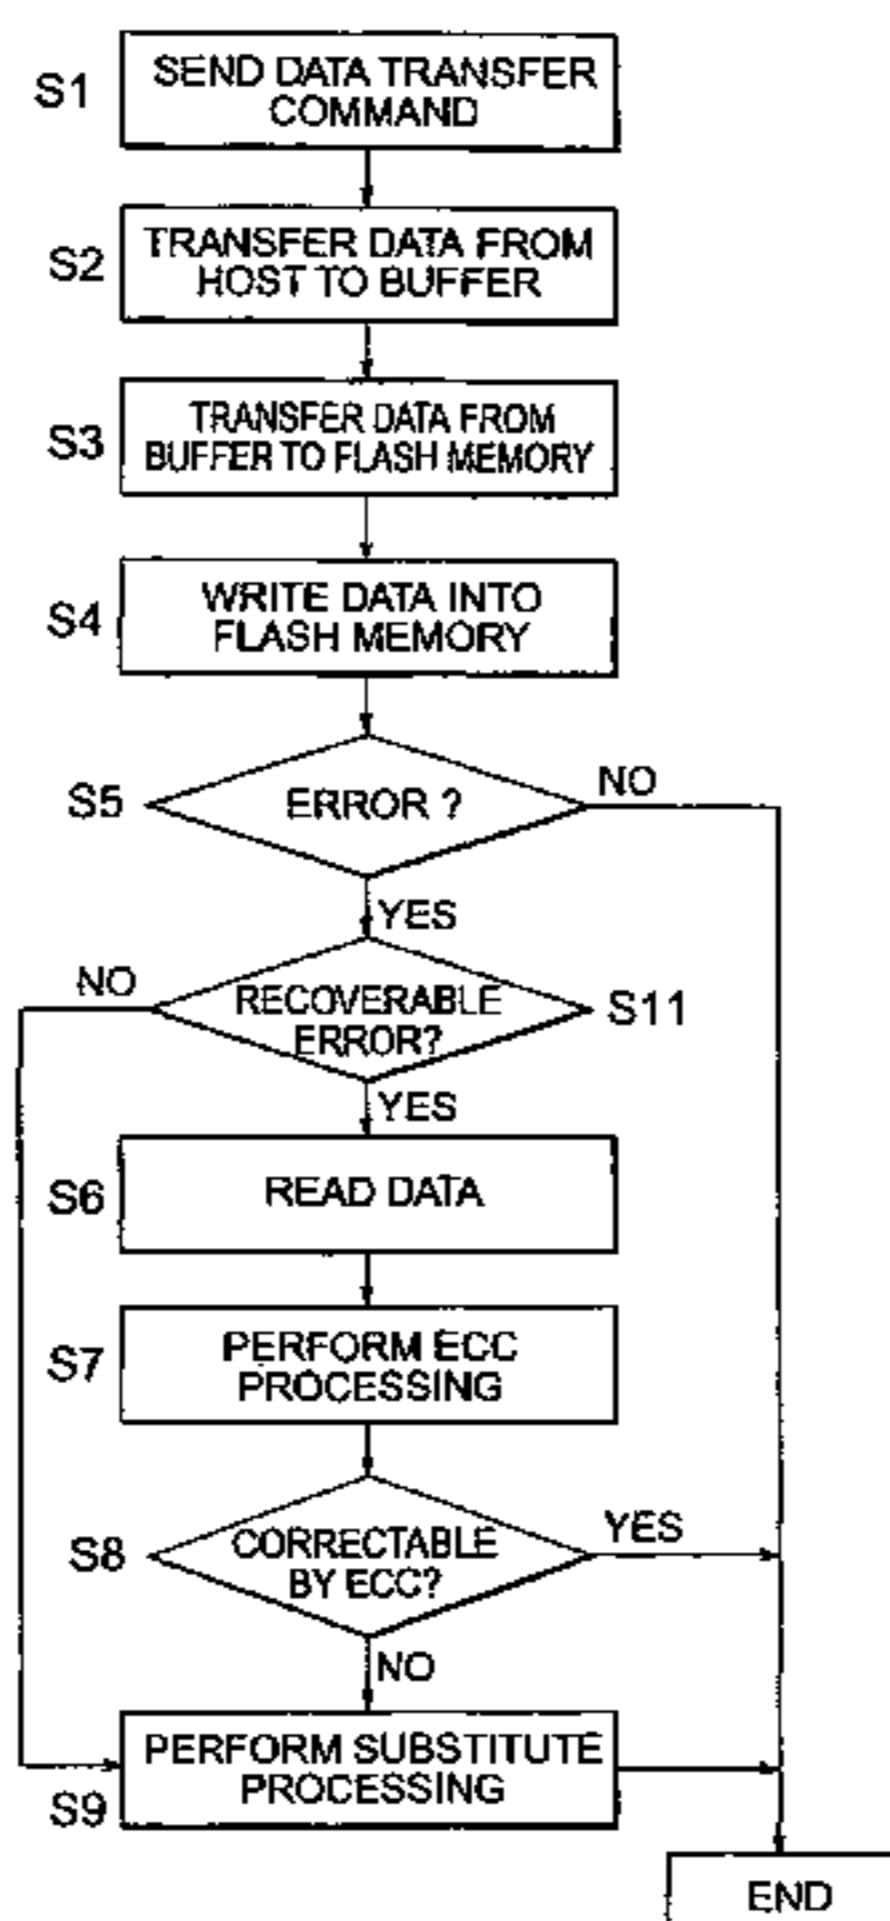 S1
SEND DATA TRANSFER
COMMAND
S2
TRANSFER DATA FROM
HOST TO BUFFER
S3
TRANSFER DATA FROM
BUFFER TO FLASH MEMORY
S4
WRITE DATA INTO
FLASH MEMORY
S5
ERROR ?
NO
YES
NO
RECOVERABLE
ERROR?
S11
YES
S6
READ DATA
S7
PERFORM ECC
PROCESSING
S8
CORRECTABLE
BY ECC?
YES
NO
S9
PERFORM SUBSTITUTE
PROCESSING
END